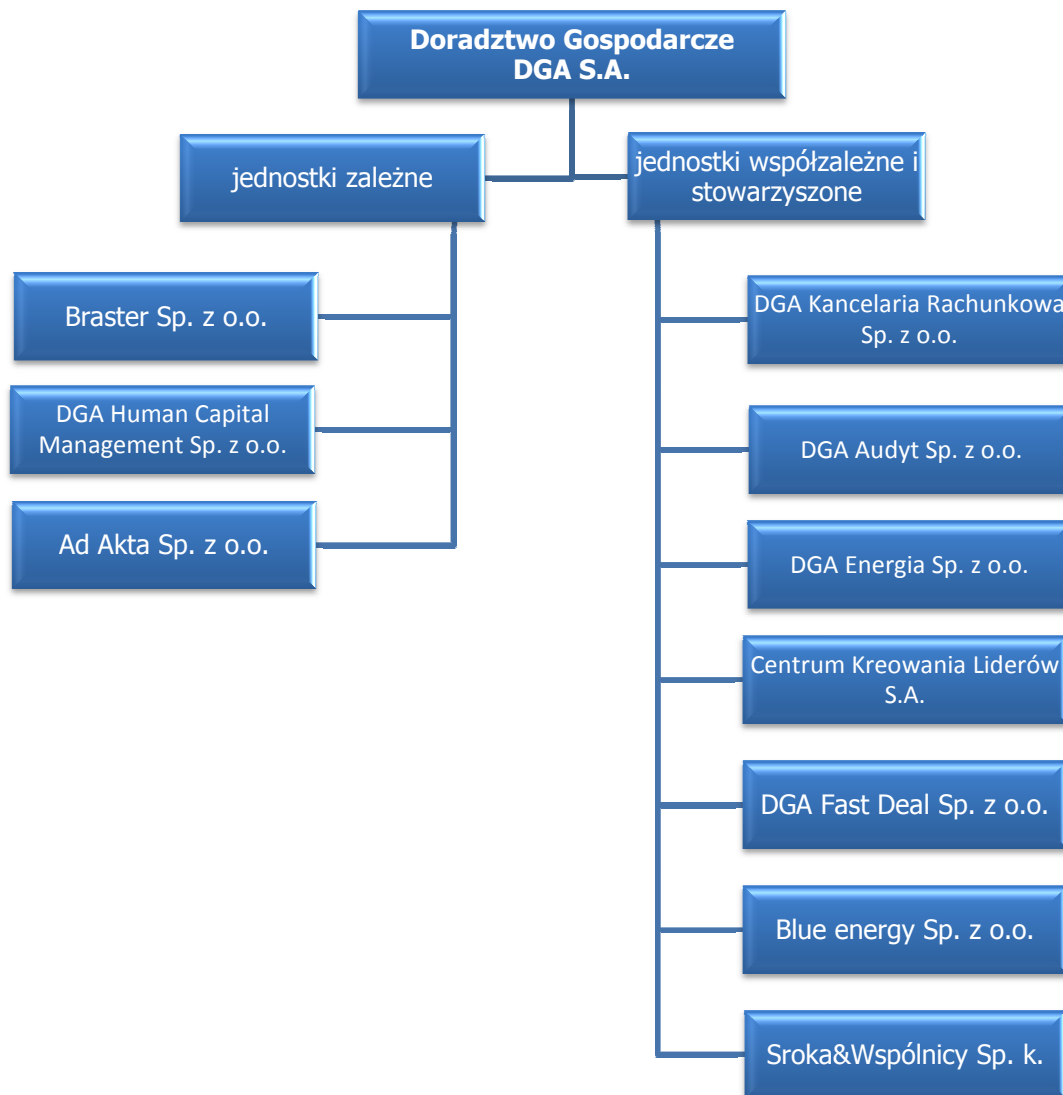 Doradztwo Gospodarcze
DGA S.A.
jednostki zależne
jednostki współzależne i
stowarzyszone
Braster Sp. z o.o.
DGA Human Capital
Management Sp. z o.o.
Ad Akta Sp. z o.o.
DGA Kancelaria Rachunkowa
Sp. z o.o.
DGA Audyt Sp. z o.o.
DGA Energia Sp. z o.o.
Centrum Kreowania Liderów
S.A.
DGA Fast Deal Sp. z o.o.
Blue energy Sp. z o.o.
Sroka&Wspólnicy Sp. k.